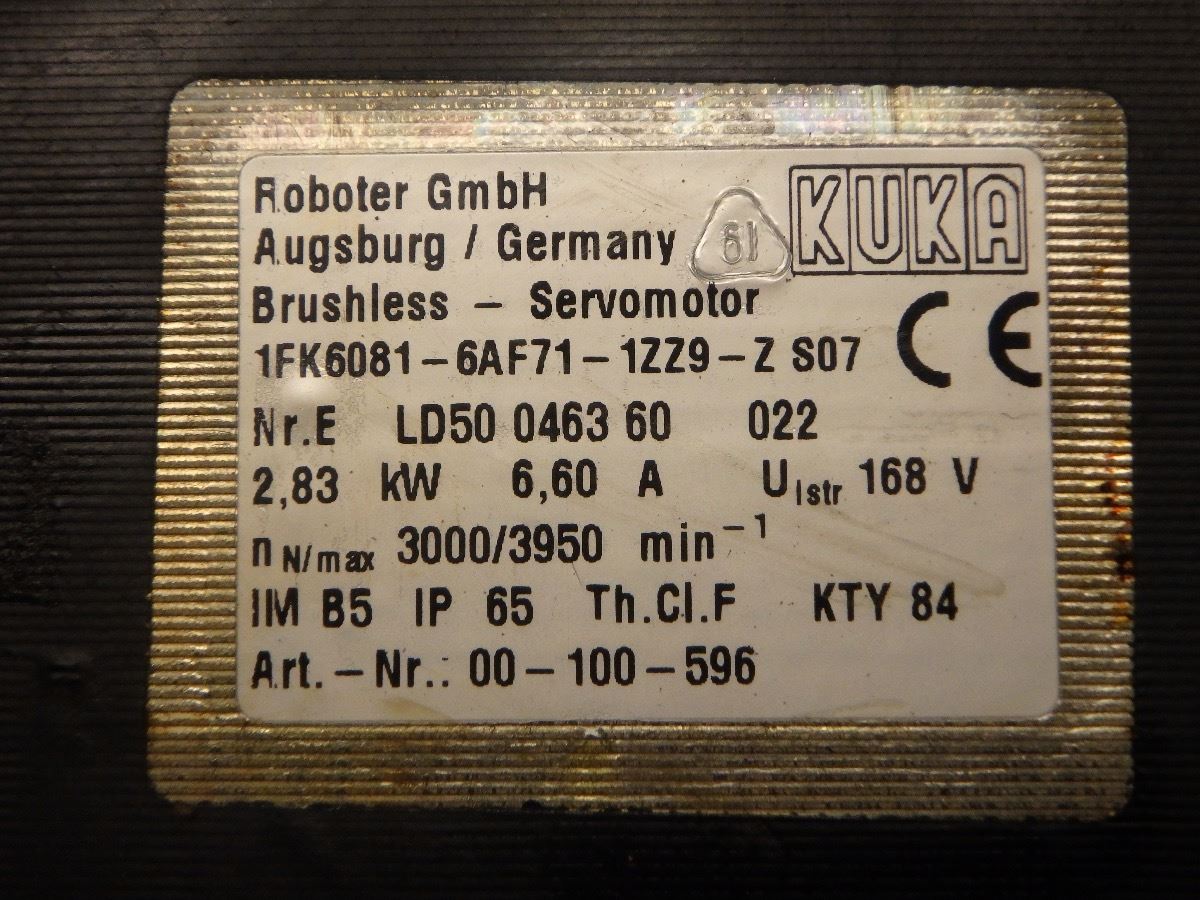 Roboter GmbH
KUKA
Augsburg / Germany
61
Brushless – Servomotor
CE
1FK6081-6AF71-1ZZ9-Z S07
Nr.E LD50 0463 60 022
2,83 kW 6,60 A UIstr 168 V
n N/max 3000/3950 min⁻¹
IM B5 IP 65 Th.Cl.F KTY 84
Art.-Nr.: 00-100-596